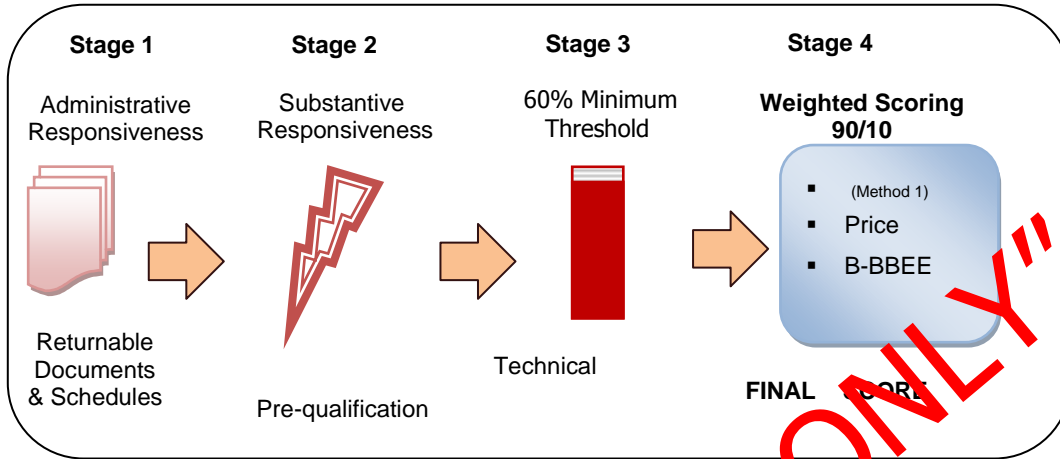 Stage 1
Administrative
Responsiveness
Returnable
Documents
& Schedules
Stage 2
Substantive
Responsiveness
Pre-qualification
Stage 3
60% Minimum
Threshold
Technical
Stage 4
Weighted Scoring
90/10
▪ (Method 1)
▪ Price
▪ B-BBEE
FINAL SCORE
ONLY"